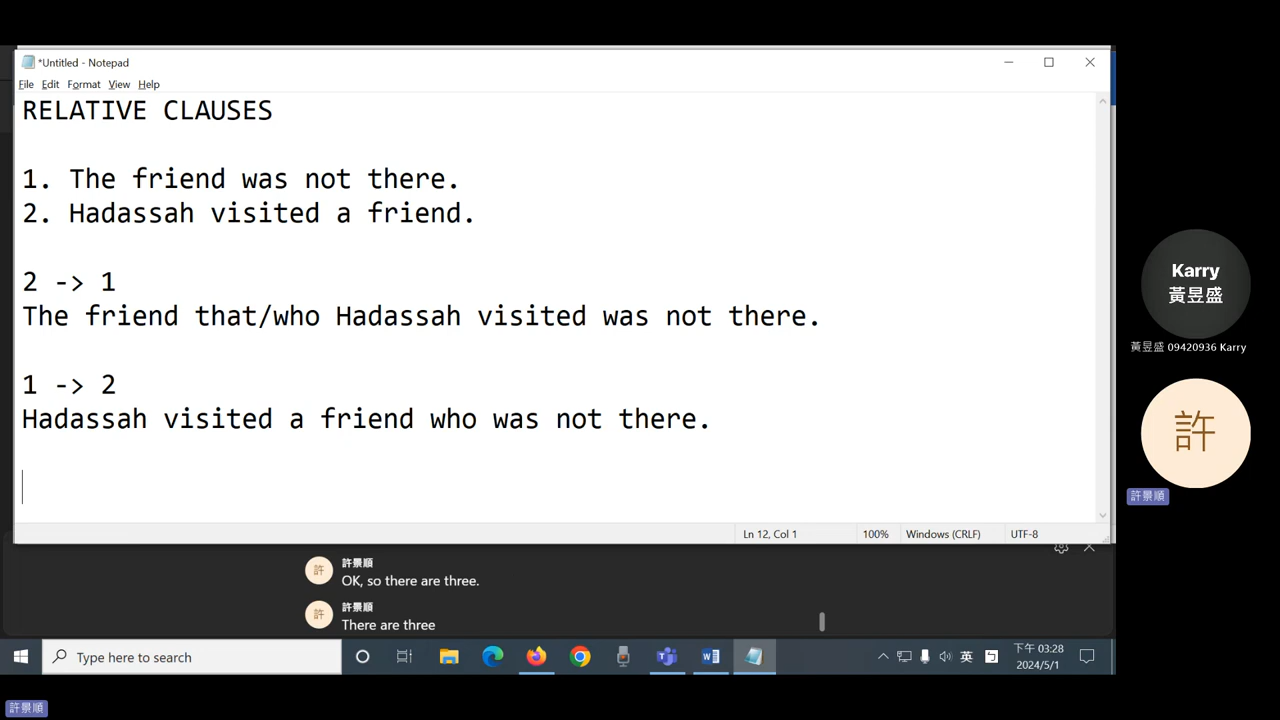 *Untitled - Notepad
File Edit Format View Help
RELATIVE CLAUSES
1. The friend was not there.
2. Hadassah visited a friend.
2 -> 1
The friend that/who Hadassah visited was not there.
1 -> 2
Hadassah visited a friend who was not there.
Ln 12, Col 1 100% Windows (CRLF) UTF-8
許 許景順
OK, so there are three.
許 許景順
There are three
Type here to search
英
下午 03:28
2024/5/1
Karry
黃昱盛
黃昱盛 09420936 Karry
許
許景順
許景順